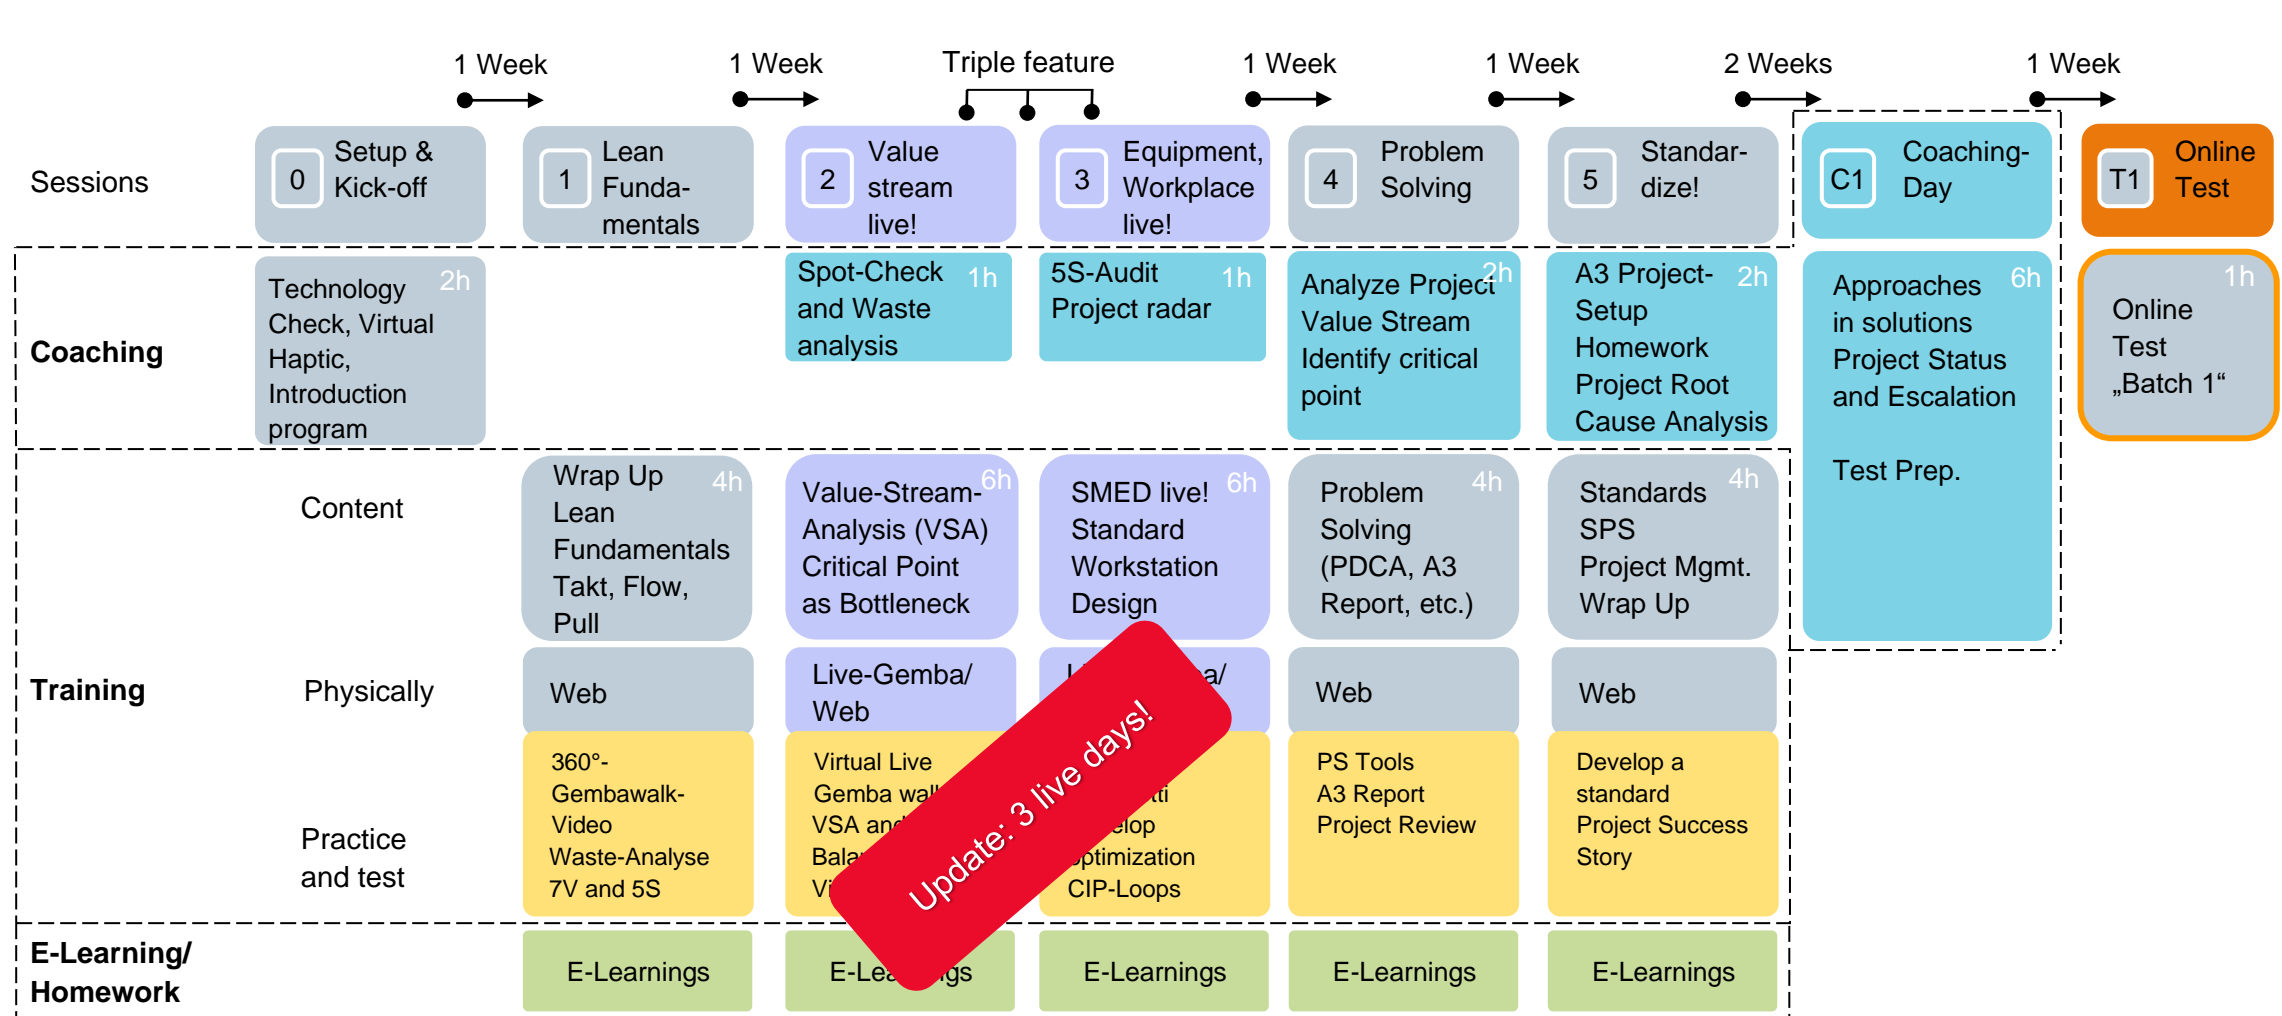 1 Week
1 Week
Triple feature
1 Week
1 Week
2 Weeks
1 Week
Sessions
0
Setup &
Kick-off
1
Lean
Funda-
mentals
2
Value
stream
live!
3
Equipment,
Workplace
live!
4
Problem
Solving
5
Standar-
dize!
C1
Coaching-
Day
T1
Online
Test
Coaching
2h
Technology
Check, Virtual
Haptic,
Introduction
program
1h
Spot-Check
and Waste
analysis
1h
5S-Audit
Project radar
2h
Analyze Project
Value Stream
Identify critical
point
2h
A3 Project-
Setup
Homework
Project Root
Cause Analysis
6h
Approaches
in solutions
Project Status
and Escalation
Test Prep.
1h
Online
Test
„Batch 1“
Training
Content
4h
Wrap Up
Lean
Fundamentals
Takt, Flow,
Pull
6h
Value-Stream-
Analysis (VSA)
Critical Point
as Bottleneck
6h
SMED live!
Standard
Workstation
Design
4h
Problem
Solving
(PDCA, A3
Report, etc.)
4h
Standards
SPS
Project Mgmt.
Wrap Up
Physically
Web
Live-Gemba/
Web
Web
Web
Practice
and test
360°-
Gembawalk-
Video
Waste-Analyse
7V and 5S
Virtual Live
Gemba
VSA and
optimization
CIP-Loops
PS Tools
A3 Report
Project Review
Develop a
standard
Project Success
Story
Update: 3 live days!
E-Learning/
Homework
E-Learnings
E-Learnings
E-Learnings
E-Learnings
E-Learnings